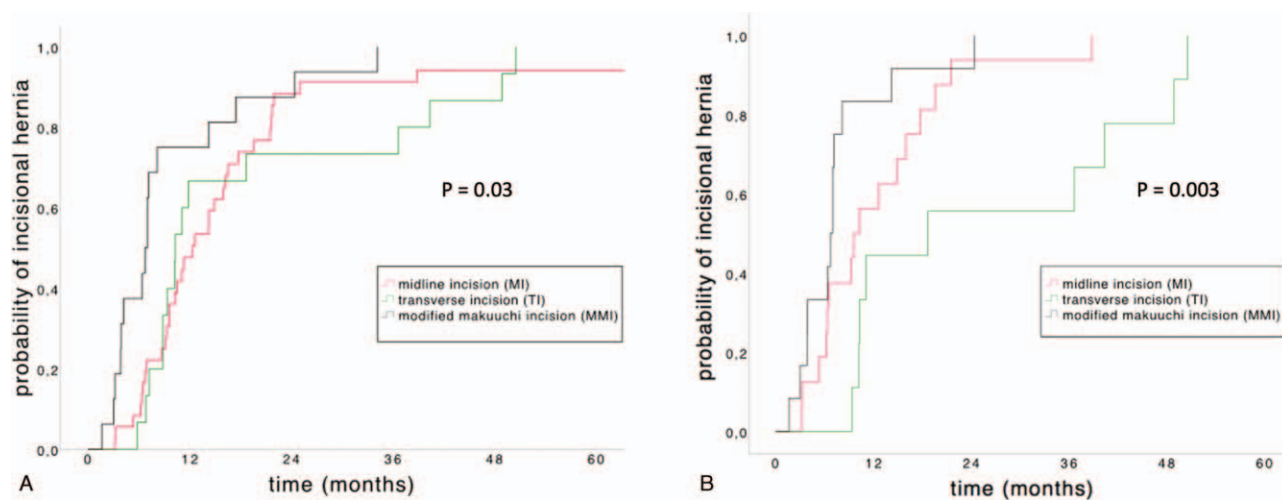 1,0
0,8
0,6
0,4
0,2
0,0
probability of incisional hernia
P = 0.03
midline incision (MI)
transverse incision (TI)
modified makuuchi incision (MMI)
0 12 24 36 48 60
time (months)
A
1,0
0,8
0,6
0,4
0,2
0,0
probability of incisional hernia
P = 0.003
midline incision (MI)
transverse incision (TI)
modified makuuchi incision (MMI)
0 12 24 36 48 60
time (months)
B